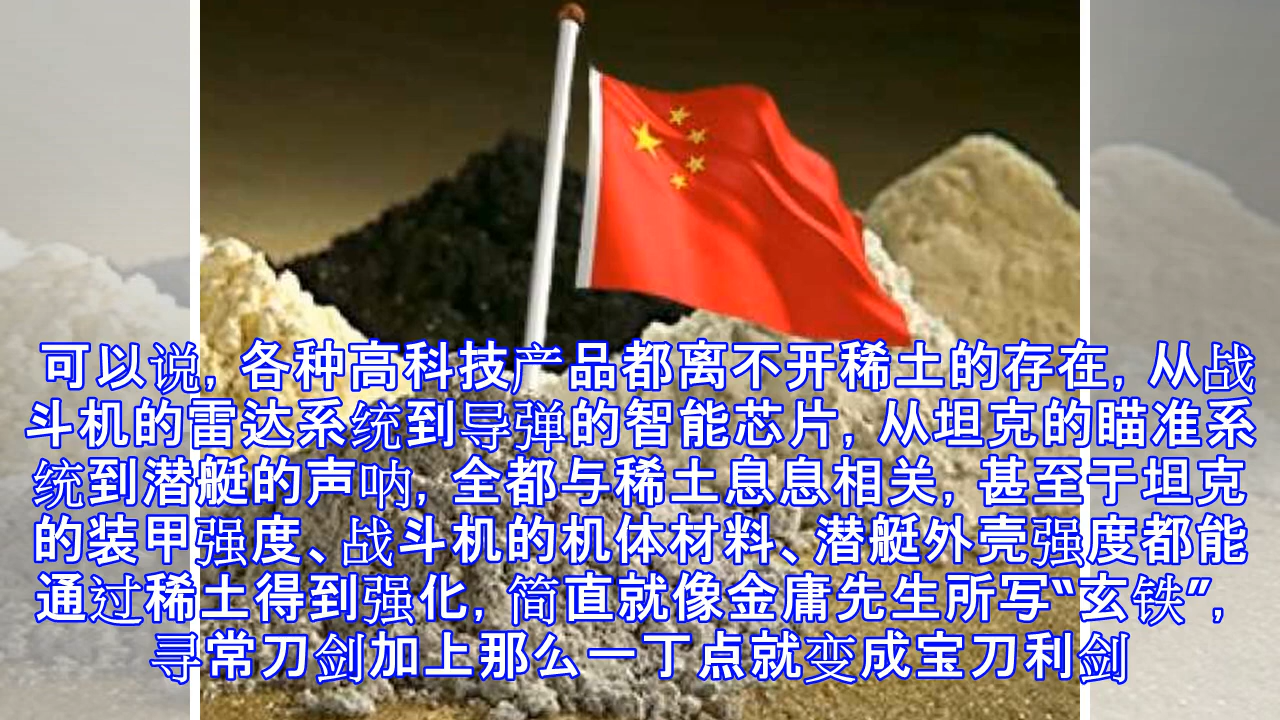 可以说，各种高科技产品都离不开稀土的存在，从战
斗机的雷达系统到导弹的智能芯片，从坦克的瞄准系
统到潜艇的声呐，全都与稀土息息相关，甚至于坦克
的装甲强度、战斗机的机体材料、潜艇外壳强度都能
通过稀土得到强化，简直就像金庸先生所写“玄铁”，
寻常刀剑加上那么一丁点就变成宝刀利剑